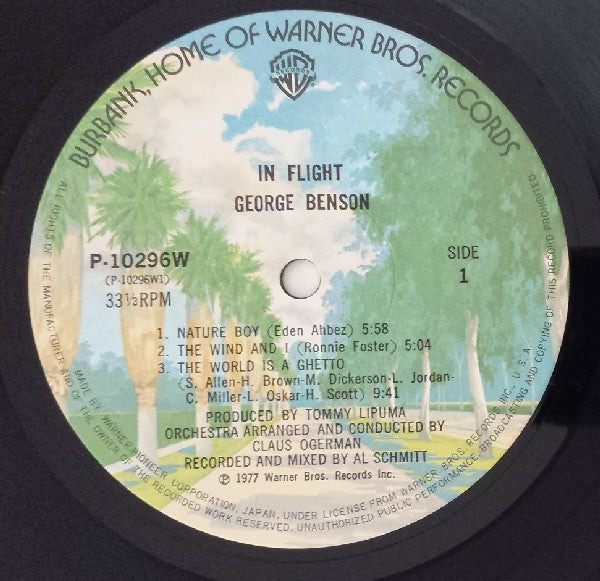 BURBANK, HOME OF WARNER BROS. RECORDS
IN FLIGHT
GEORGE BENSON
P-10296W
(P-10296W1)
33⅓RPM
SIDE
1
1. NATURE BOY (Eden Ahbez) 5:58
2. THE WIND AND I (Ronnie Foster) 5:04
3. THE WORLD IS A GHETTO
(S. Allen-H. Brown-M. Dickerson-L. Jordan-
C. Miller-L. Oskar-H. Scott) 9:41
PRODUCED BY TOMMY LIPUMA
ORCHESTRA ARRANGED AND CONDUCTED BY
CLAUS OGERMAN
RECORDED AND MIXED BY AL SCHMITT
℗ 1977 Warner Bros. Records Inc.
MADE BY WARNER-PIONEER CORPORATION, JAPAN, UNDER LICENSE FROM WARNER BROS. RECORDS INC., U.S.A.
ALL RIGHTS OF THE MANUFACTURER AND OF THE OWNER OF THE RECORDED WORK RESERVED. UNAUTHORIZED PUBLIC PERFORMANCE, BROADCASTING AND COPYING OF THIS RECORD PROHIBITED.